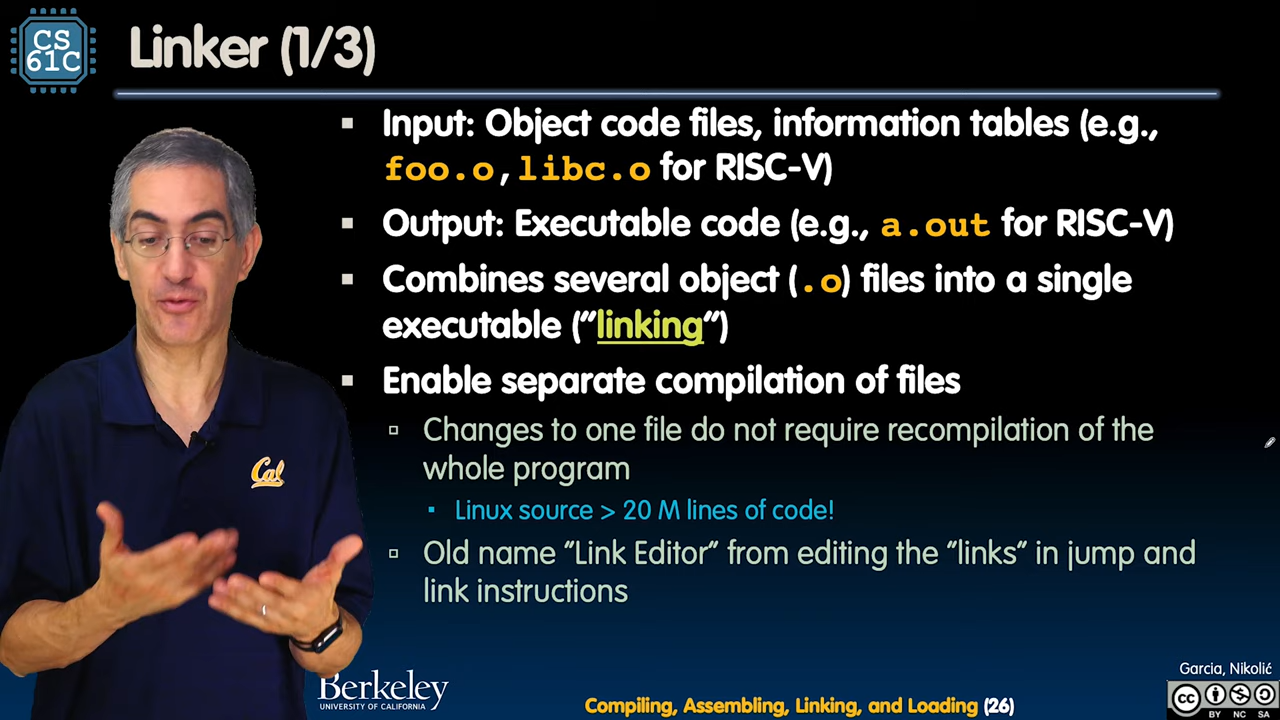 CS
61C
Linker (1/3)
▪ Input: Object code files, information tables (e.g.,
foo.o, libc.o for RISC-V)
▪ Output: Executable code (e.g., a.out for RISC-V)
▪ Combines several object (.o) files into a single
executable (”linking”)
▪ Enable separate compilation of files
▫ Changes to one file do not require recompilation of the
whole program
▪ Linux source > 20 M lines of code!
▫ Old name “Link Editor” from editing the “links” in jump and
link instructions
Cal
Berkeley
UNIVERSITY OF CALIFORNIA
Compiling, Assembling, Linking, and Loading (26)
Garcia, Nikolić
cc
BY NC SA